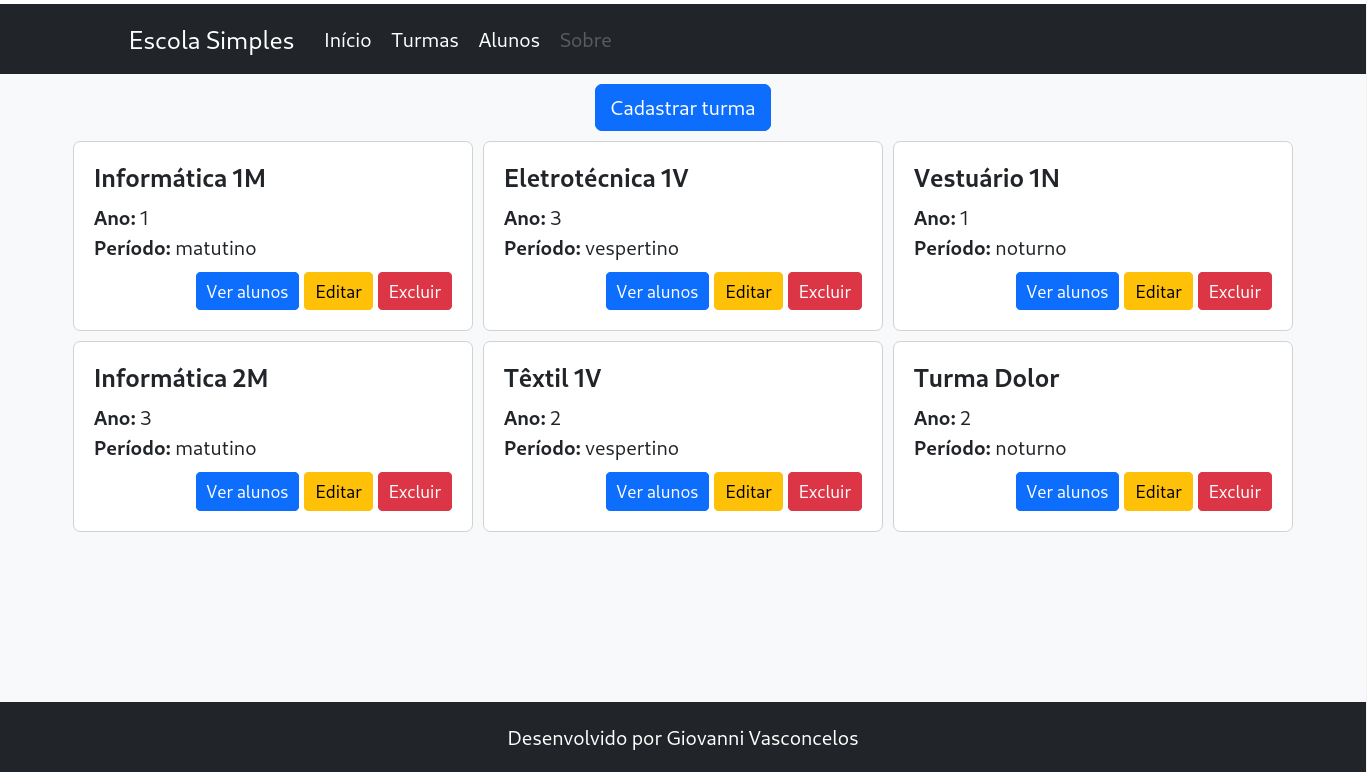 Escola Simples Início Turmas Alunos Sobre
Cadastrar turma
Informática 1M
Ano: 1
Período: matutino
Ver alunos Editar Excluir
Eletrotécnica 1V
Ano: 3
Período: vespertino
Ver alunos Editar Excluir
Vestuário 1N
Ano: 1
Período: noturno
Ver alunos Editar Excluir
Informática 2M
Ano: 3
Período: matutino
Ver alunos Editar Excluir
Têxtil 1V
Ano: 2
Período: vespertino
Ver alunos Editar Excluir
Turma Dolor
Ano: 2
Período: noturno
Ver alunos Editar Excluir
Desenvolvido por Giovanni Vasconcelos